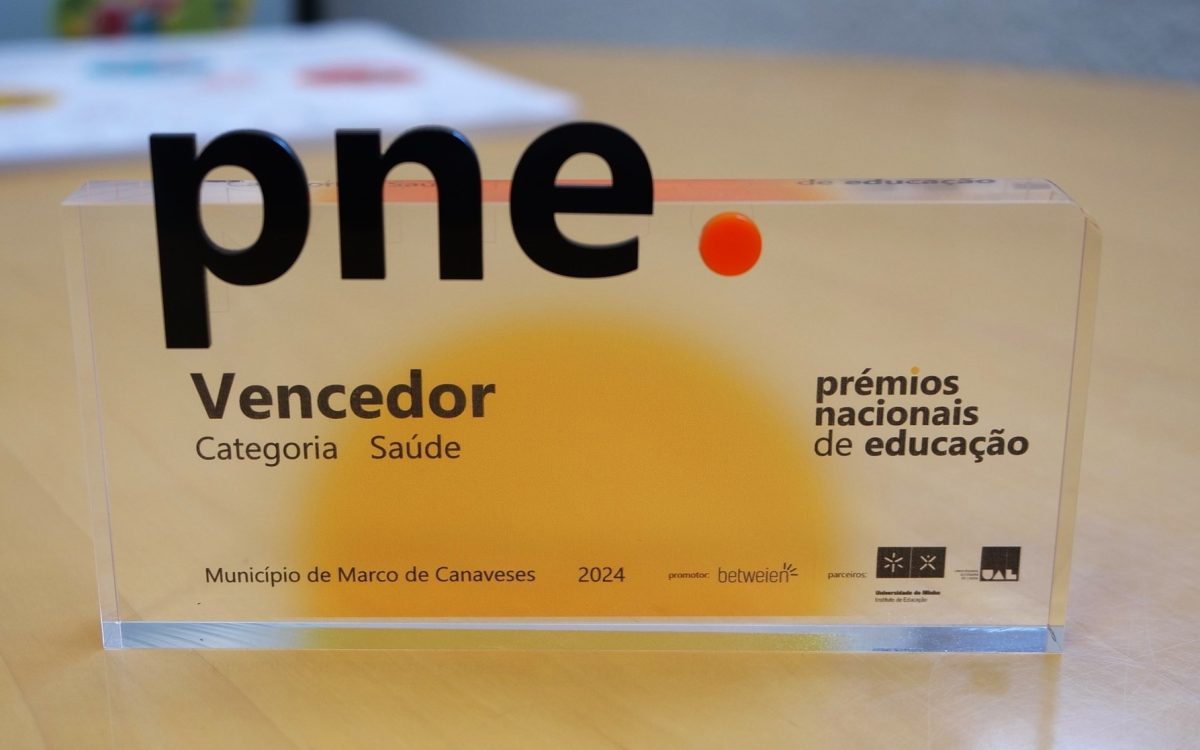 pne.
Vencedor
Categoria Saúde
prémios
nacionais
de educação
Município de Marco de Canaveses 2024 promotor: betweien parceiros:
Universidade do Minho
Instituto de Educação
UAL